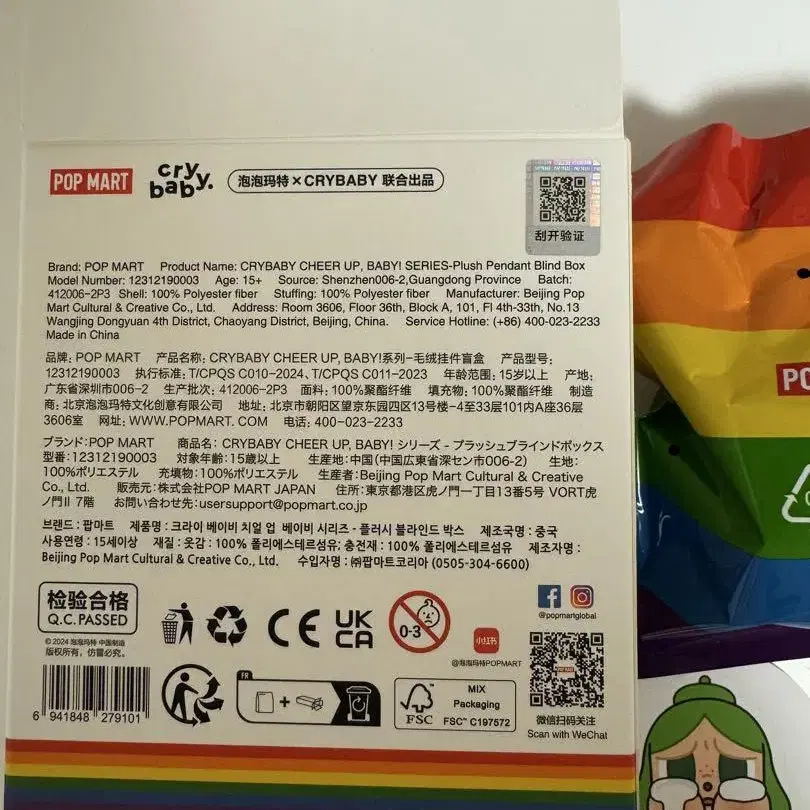 POP MART cry baby. 泡泡玛特×CRYBABY 联合出品
刮开验证
Brand: POP MART Product Name: CRYBABY CHEER UP, BABY! SERIES-Plush Pendant Blind Box
Model Number: 12312190003 Age: 15+ Source: Shenzhen006-2,Guangdong Province Batch:
412006-2P3 Shell: 100% Polyester fiber Stuffing: 100% Polyester fiber Manufacturer: Beijing Pop
Mart Cultural & Creative Co., Ltd. Address: Room 3606, Floor 36th, Block A, 101, Fl 4th-33th, No.13
Wangjing Dongyuan 4th District, Chaoyang District, Beijing, China. Service Hotline: (+86) 400-023-2233
Made in China
品牌: POP MART 产品名称: CRYBABY CHEER UP, BABY!系列-毛绒挂件盲盒 产品型号:
12312190003 执行标准: T/CPQS C010-2024、T/CPQS C011-2023 年龄范围: 15岁以上 产地:
广东省深圳市006-2 生产批次: 412006-2P3 面料: 100%聚酯纤维 填充物: 100%聚酯纤维 制造
商: 北京泡泡玛特文化创意有限公司 地址: 北京市朝阳区望京东园四区13号楼-4至33层101内A座36层
3606室 网址: WWW.POPMART.COM 电话: 400-023-2233
ブランド:POP MART 商品名: CRYBABY CHEER UP, BABY! シリーズ - プラッシュブラインドボックス
型番:12312190003 対象年齢:15歳以上 生産地:中国(中国広東省深セン市006-2) 生地:
100%ポリエステル 充填物:100%ポリエステル 生産者:Beijing Pop Mart Cultural & Creative
Co., Ltd. 販売元:株式会社POP MART JAPAN 住所:東京都港区虎ノ門一丁目13番5号 VORT虎
ノ門II 7階 お問い合わせ先:usersupport@popmart.co.jp
브랜드 : 팝마트 제품명 : 크라이 베이비 치얼 업 베이비 시리즈 - 플러시 블라인드 박스 제조국명 : 중국
사용연령 : 15세이상 재질 : 옷감 : 100% 폴리에스테르섬유; 충전재 : 100% 폴리에스테르섬유 제조자명 :
Beijing Pop Mart Cultural & Creative Co., Ltd. 수입자명 : ㈜팝마트코리아 (0505-304-6600)
检验合格
Q.C.PASSED
© 2024 泡泡玛特 中国制造
版权所有，仿冒必究。
CE UK CA
0-3
小红书
@泡泡玛特POPMART
@popmartglobal
6 941848 279101
FR
FSC
MIX
Packaging
FSC™ C197572
微信扫码关注
Scan with WeChat